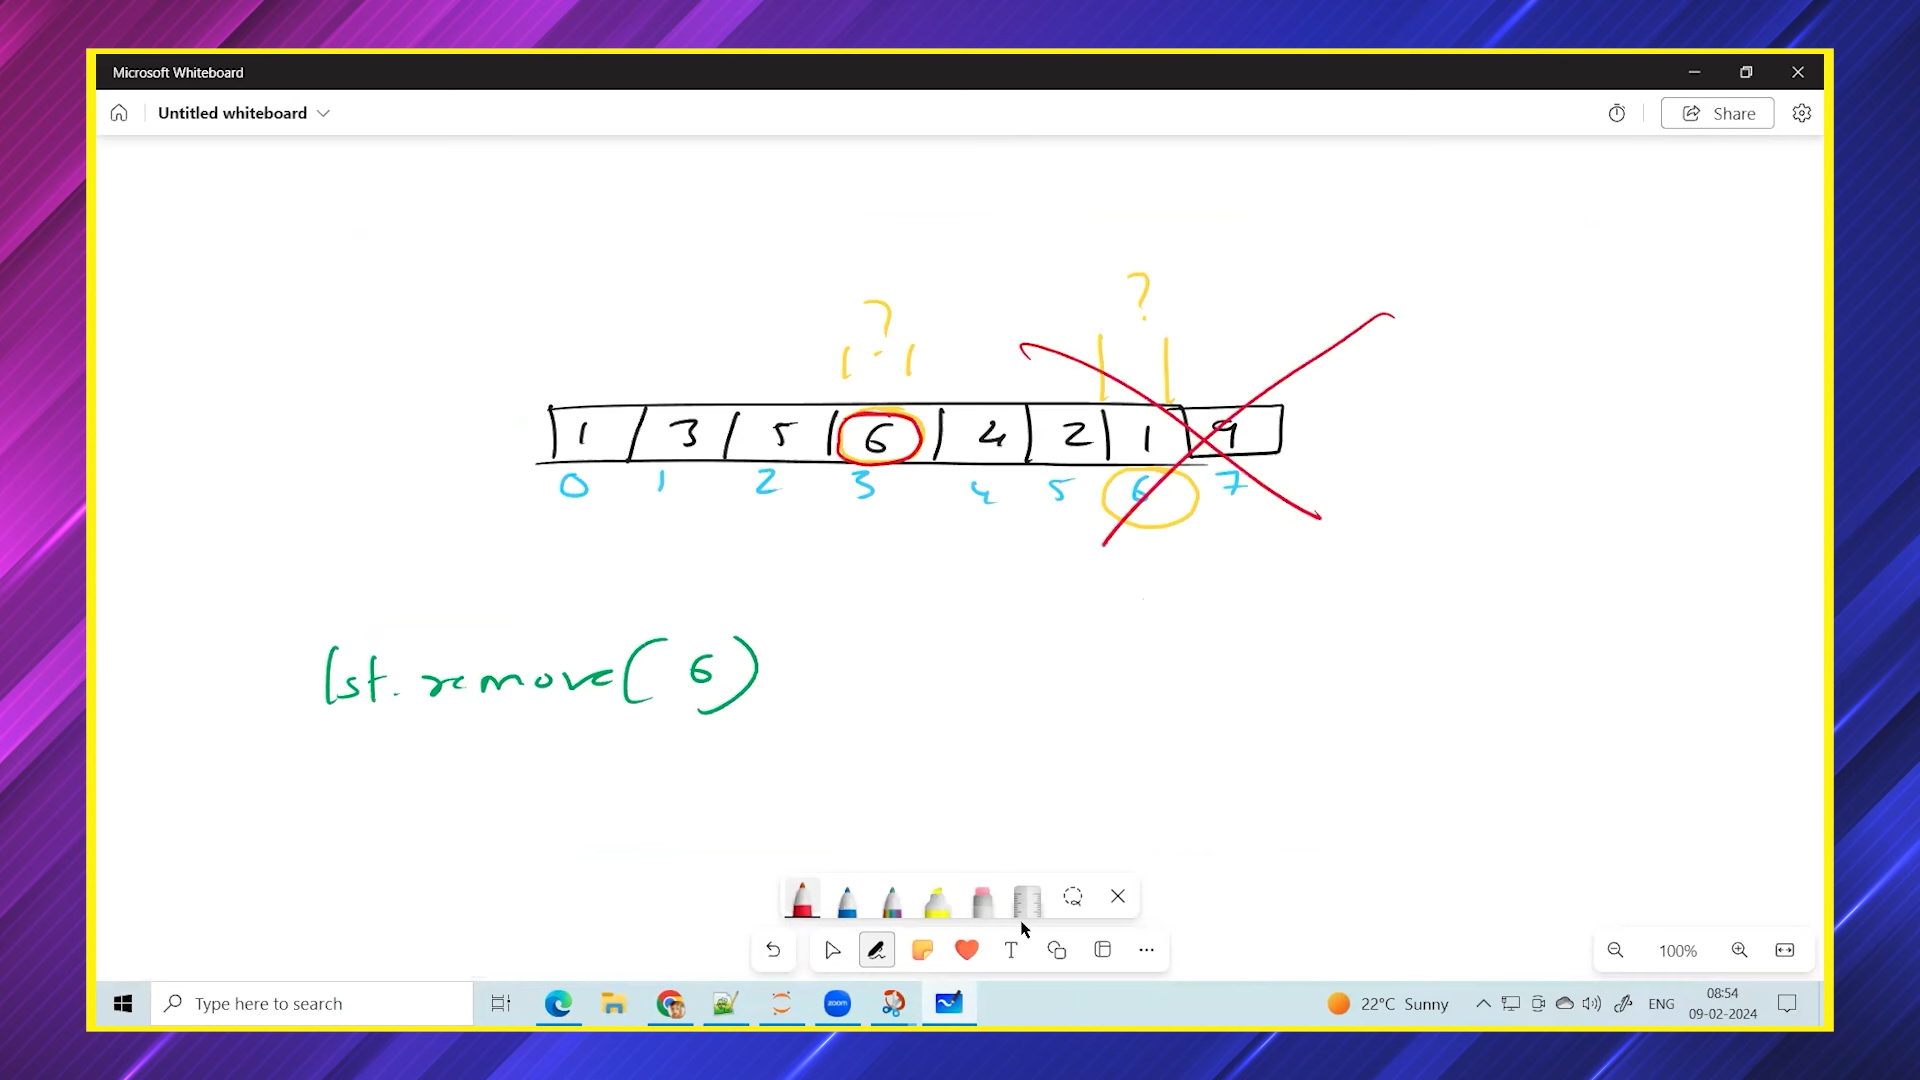 Microsoft Whiteboard
Untitled whiteboard
Share
? ?
1 3 5 6 4 2 1 9
0 1 2 3 4 5 6 7
lst. remove( 6 )
T
100%
Type here to search
zoom
22°C Sunny
ENG
08:54
09-02-2024